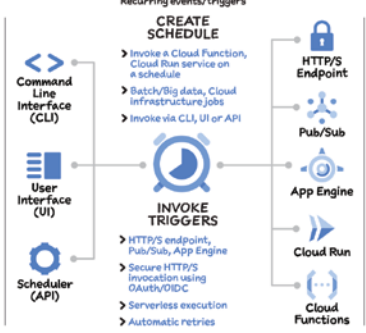 Recurring events/triggers
CREATE
SCHEDULE
Invoke a Cloud Function,
Cloud Run service on
a schedule
Batch/Big data, Cloud
Infrastructure jobs
Invoke via CLI, UI or API
Command
Line
Interface
(CLI)
User
Interface
(UI)
Scheduler
(API)
INVOKE
TRIGGERS
HTTP/S endpoint,
Pub/Sub, App Engine
Secure HTTP/S
invocation using
OAuth/OIDC
Serverless execution
Automatic retries
HTTP/S
Endpoint
Pub/Sub
App Engine
Cloud Run
Cloud
Functions